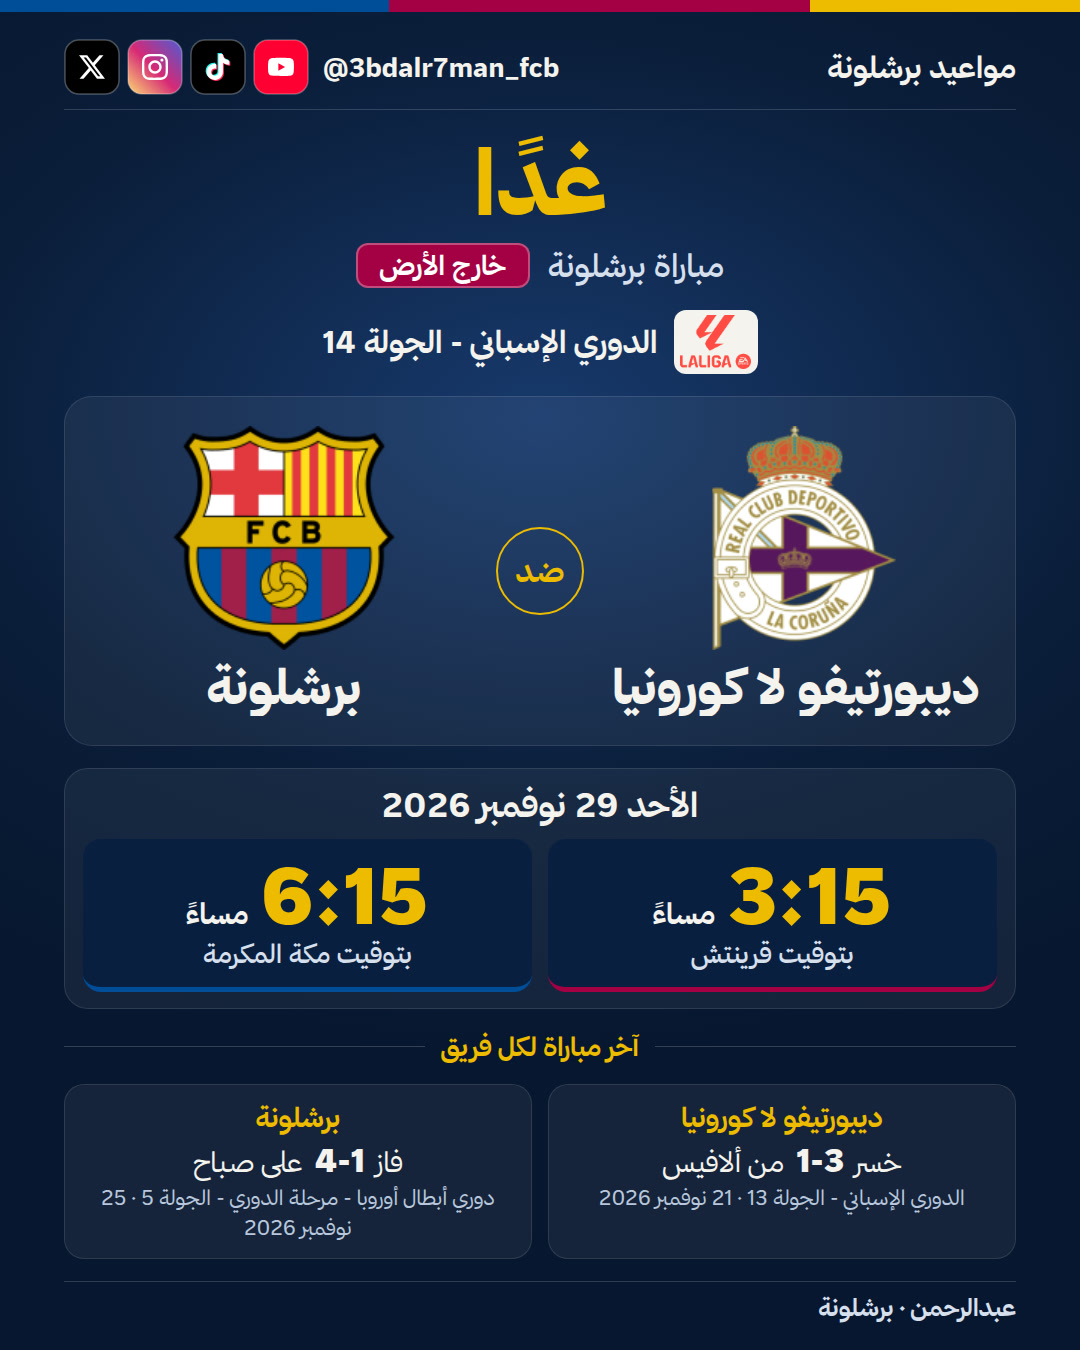 مواعيد برشلونة
@3bdalr7man_fcb
غدًا
مباراة برشلونة خارج الأرض
LALIGA
الدوري الإسباني - الجولة 14
REAL CLUB DEPORTIVO
LA CORUÑA
ديبورتيفو لا كورونيا
ضد
FCB
برشلونة
الأحد 29 نوفمبر 2026
3:15 مساءً
بتوقيت قرينتش
6:15 مساءً
بتوقيت مكة المكرمة
آخر مباراة لكل فريق
ديبورتيفو لا كورونيا
خسر 3-1 من ألافيس
الدوري الإسباني - الجولة 13 · 21 نوفمبر 2026
برشلونة
فاز 1-4 على صباح
دوري أبطال أوروبا - مرحلة الدوري - الجولة 5 · 25
نوفمبر 2026
عبدالرحمن · برشلونة